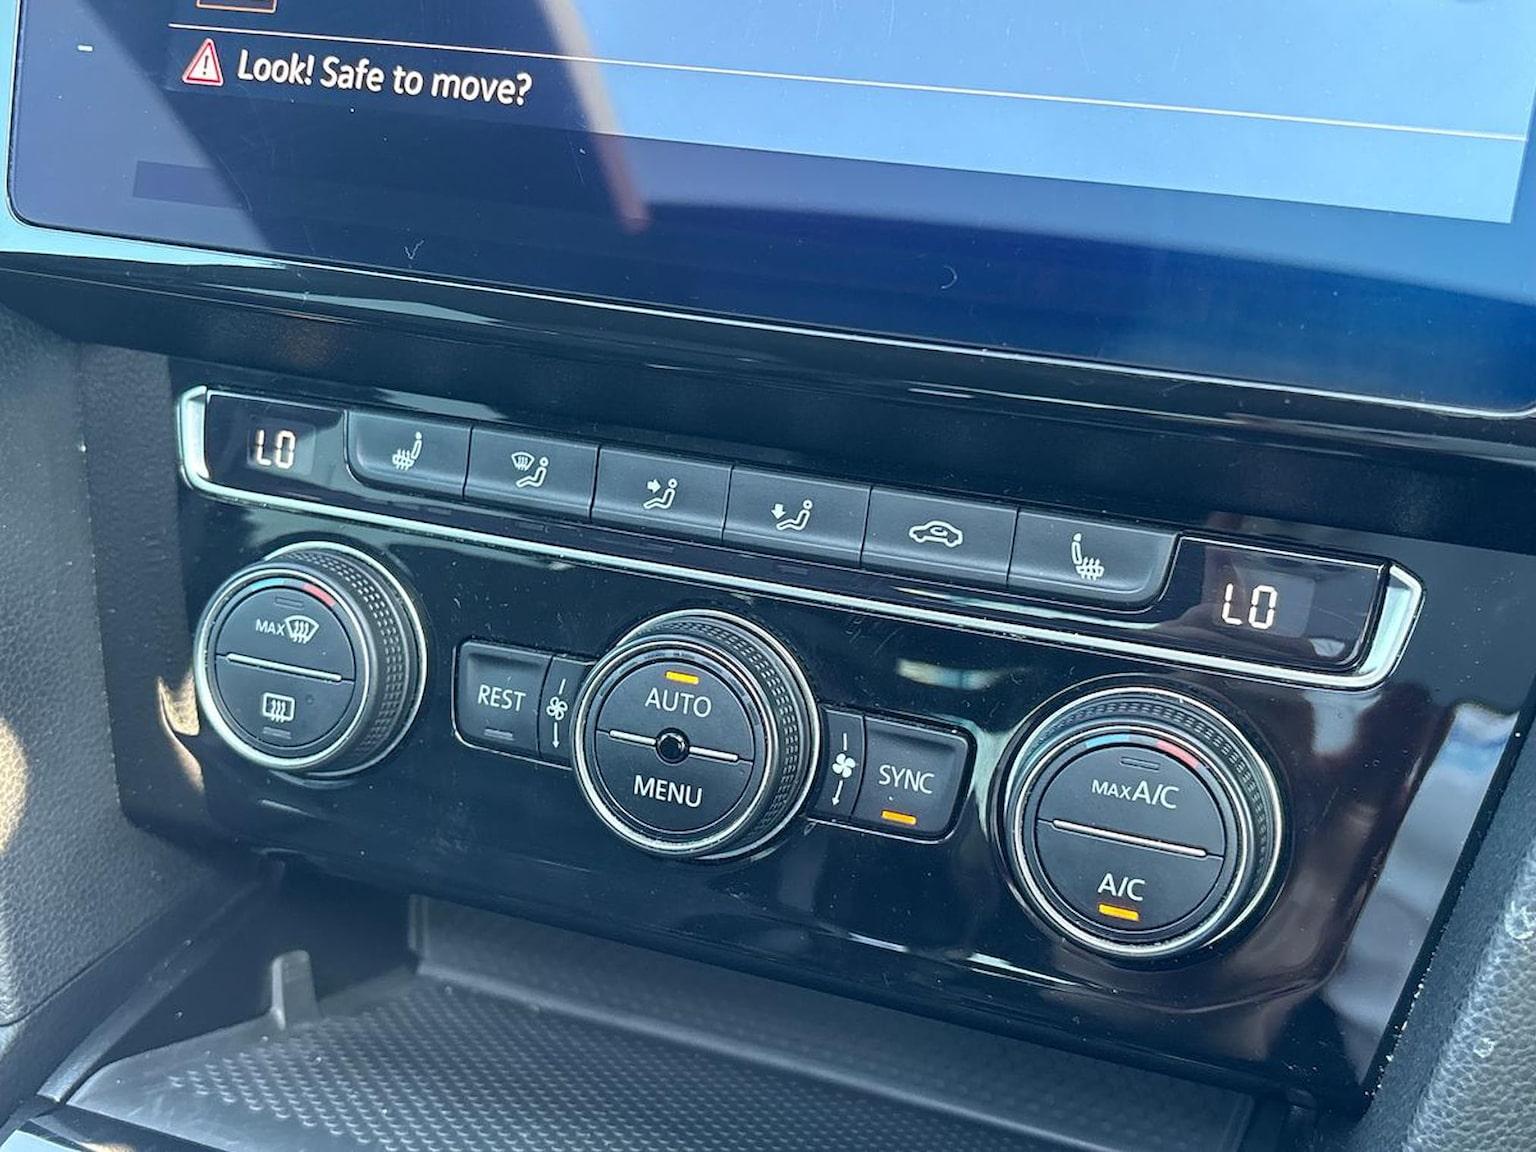 Look! Safe to move?
LO
LO
MAX
REST
AUTO
MENU
SYNC
MAX A/C
A/C